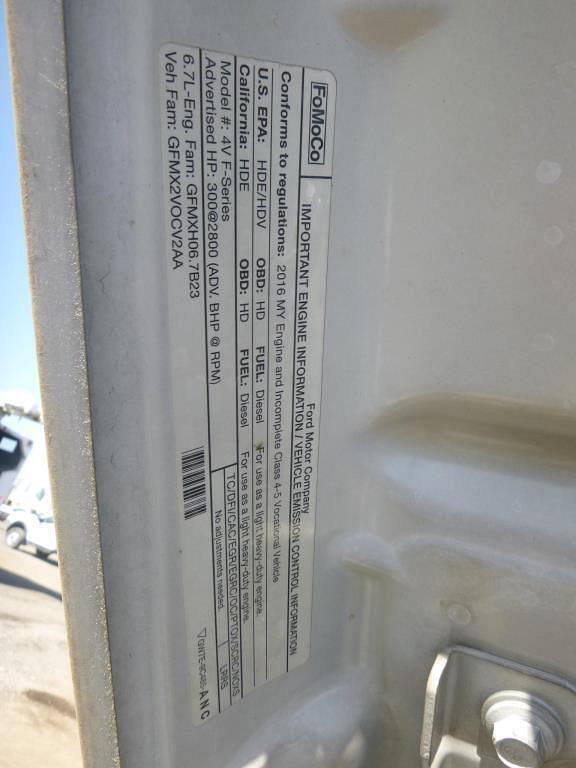 FoMoCo
Ford Motor Company
IMPORTANT ENGINE INFORMATION / VEHICLE EMISSION CONTROL INFORMATION
Conforms to regulations: 2016 MY Engine and Incomplete Class 4-5 Vocational Vehicle
U.S. EPA: HDE/HDV OBD: HD FUEL: Diesel For use as a light heavy-duty engine.
California: HDE OBD: HD FUEL: Diesel For use as a light heavy-duty engine.
Model #: 4V F-Series
Advertised HP: 300@2800 (ADV. BHP @ RPM)
TC/DFI/CAC/EGR/EGRC/OC/PTOX/SCRC/NOXS
No adjustments needed.
6.7L-Eng. Fam: GFMXH06.7B23
Veh Fam: GFMX2VOCV2AA
ANC